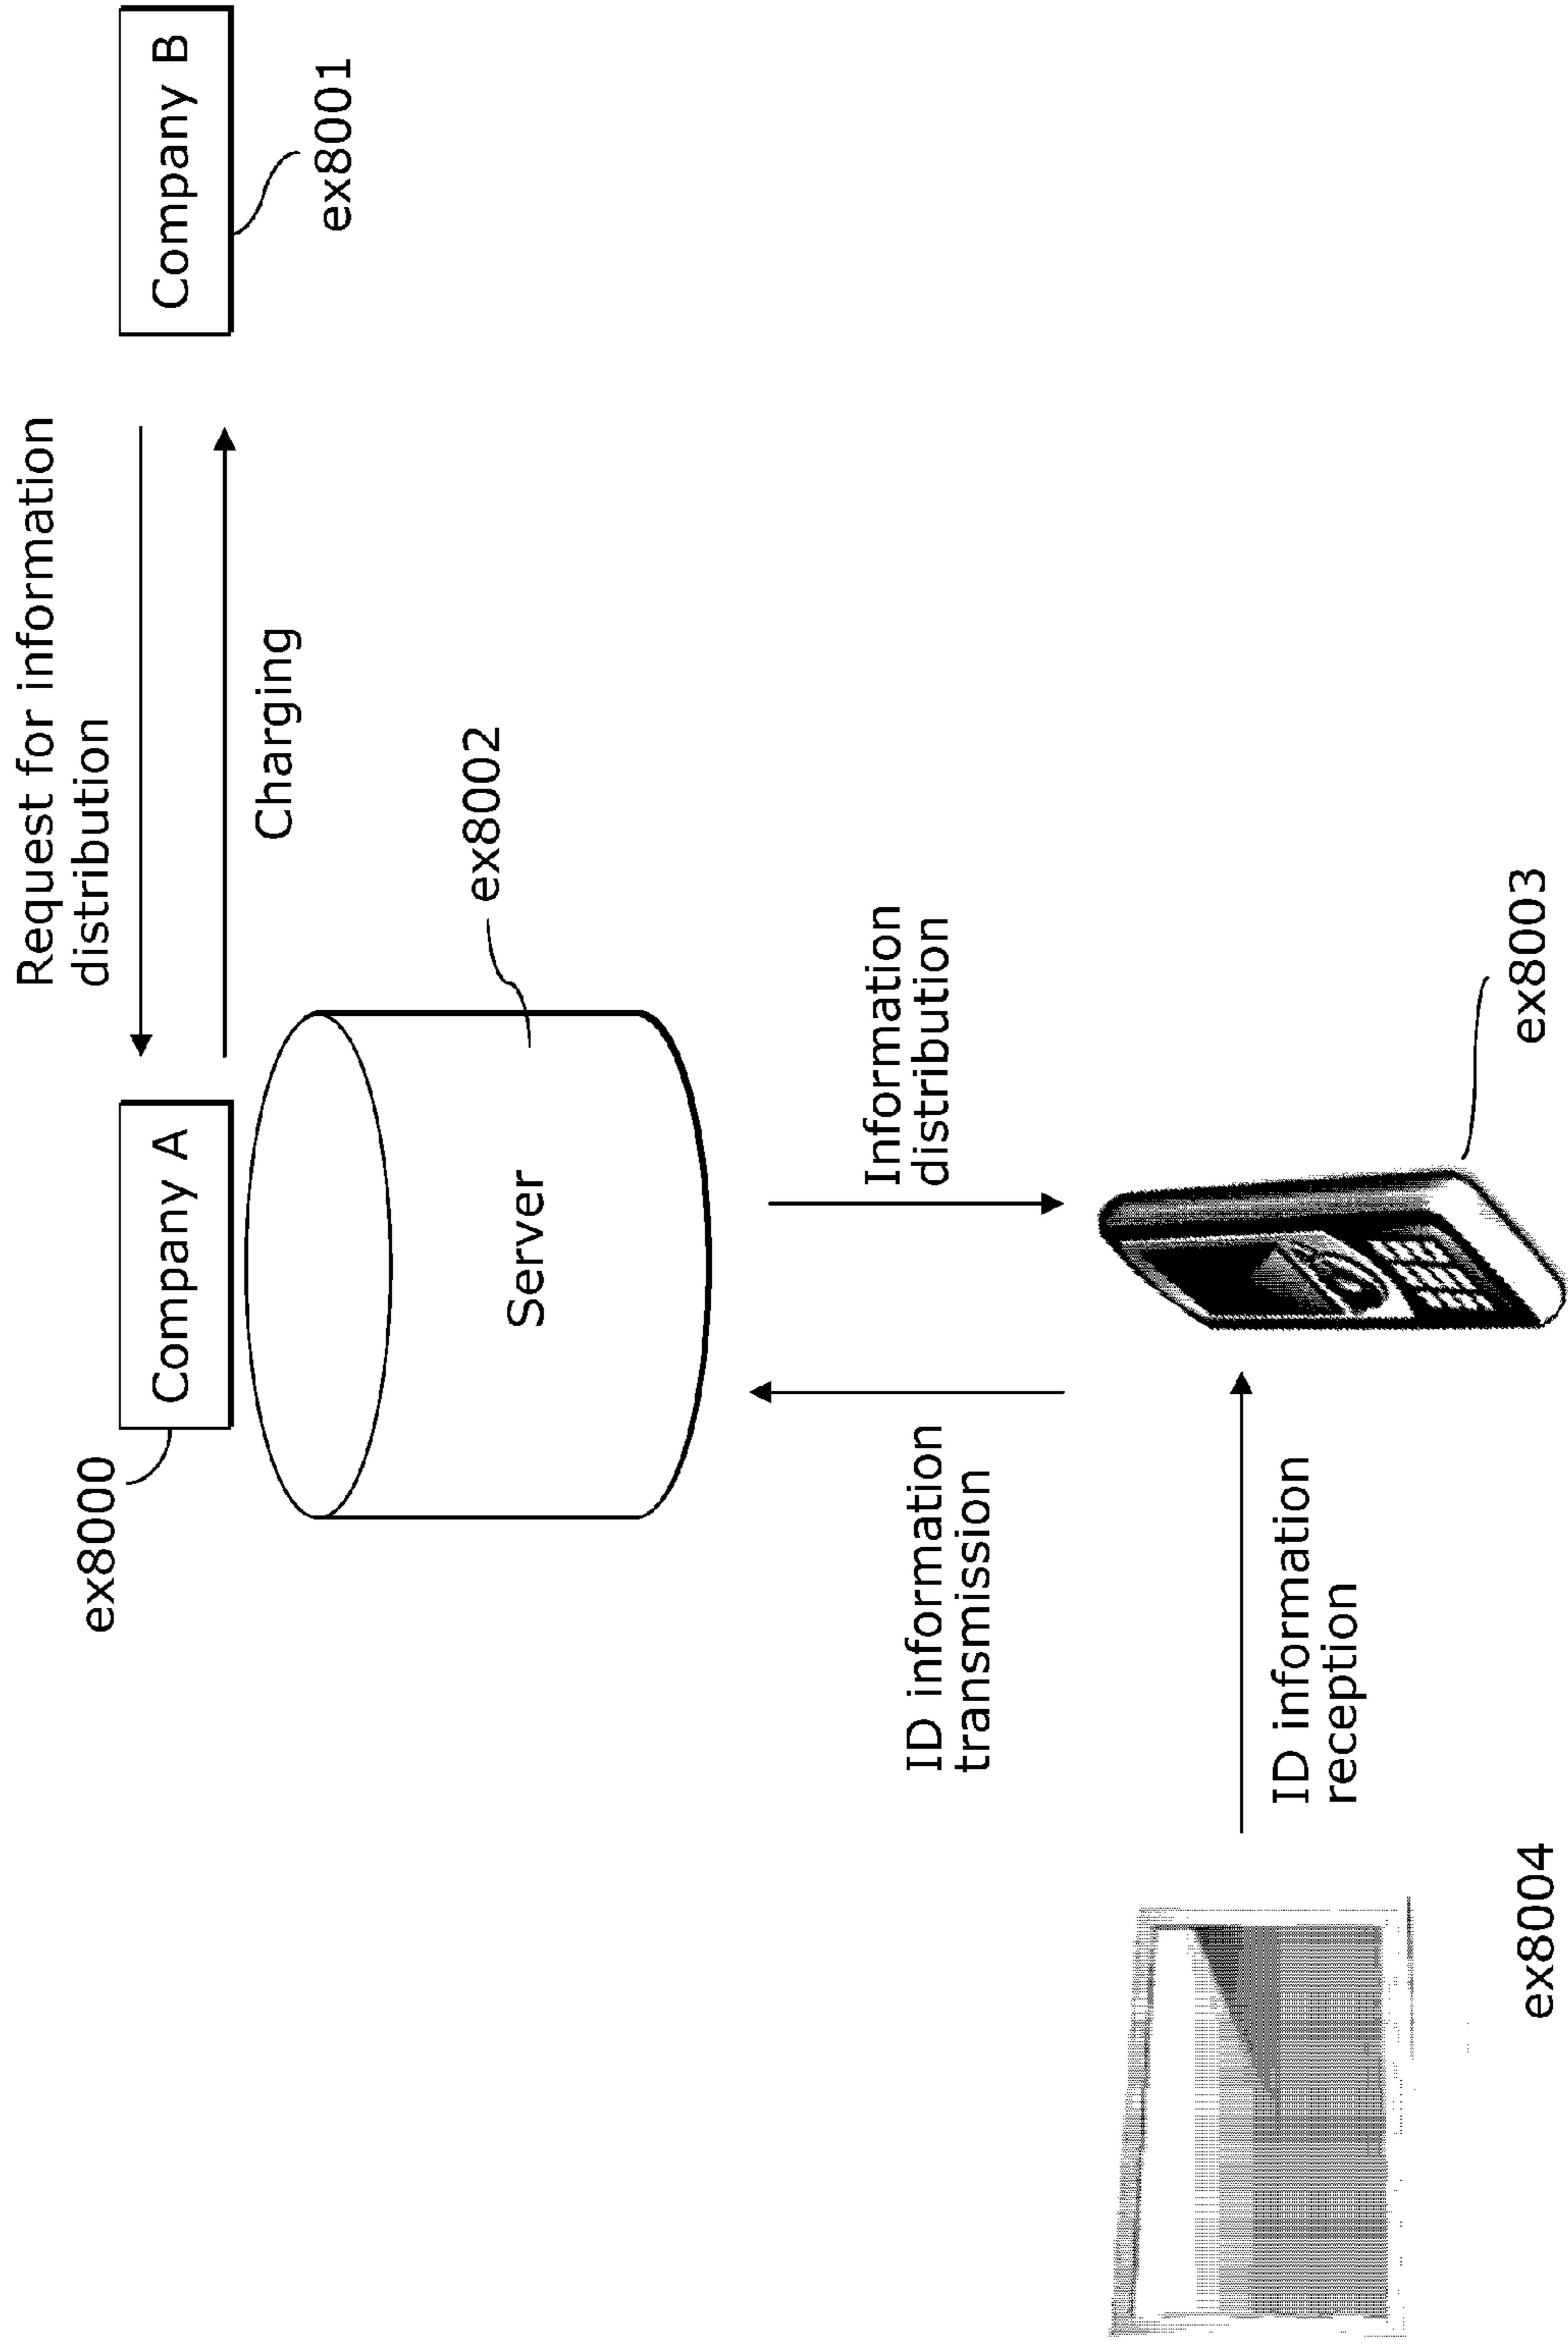 Request for information
distribution
Company A
Company B
ex8000
ex8001
Charging
ex8002
Server
ID information
transmission
Information
distribution
ID information
reception
ex8003
ex8004